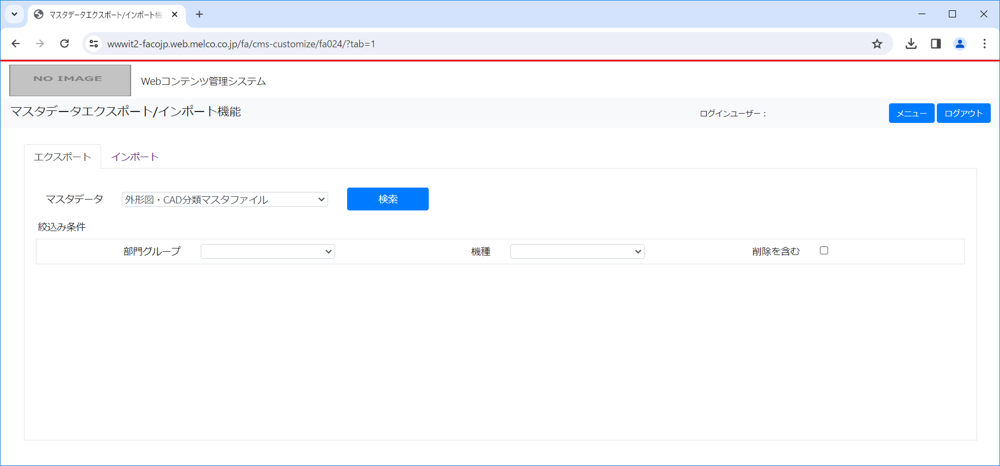 マスタデータエクスポート/インポート機
wwwit2-facojp.web.melco.co.jp/fa/cms-customize/fa024/?tab=1
NO IMAGE
Webコンテンツ管理システム
マスタデータエクスポート/インポート機能
ログインユーザー：
メニュー
ログアウト
エクスポート
インポート
マスタデータ
外形図・CAD分類マスタファイル
検索
絞込み条件
部門グループ
機種
削除を含む